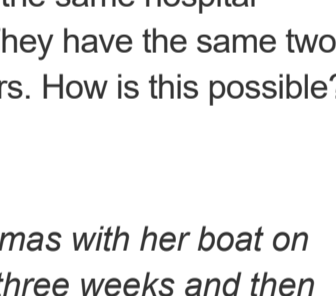 the same hospital
hey have the same two
rs. How is this possible?
mas with her boat on
three weeks and then